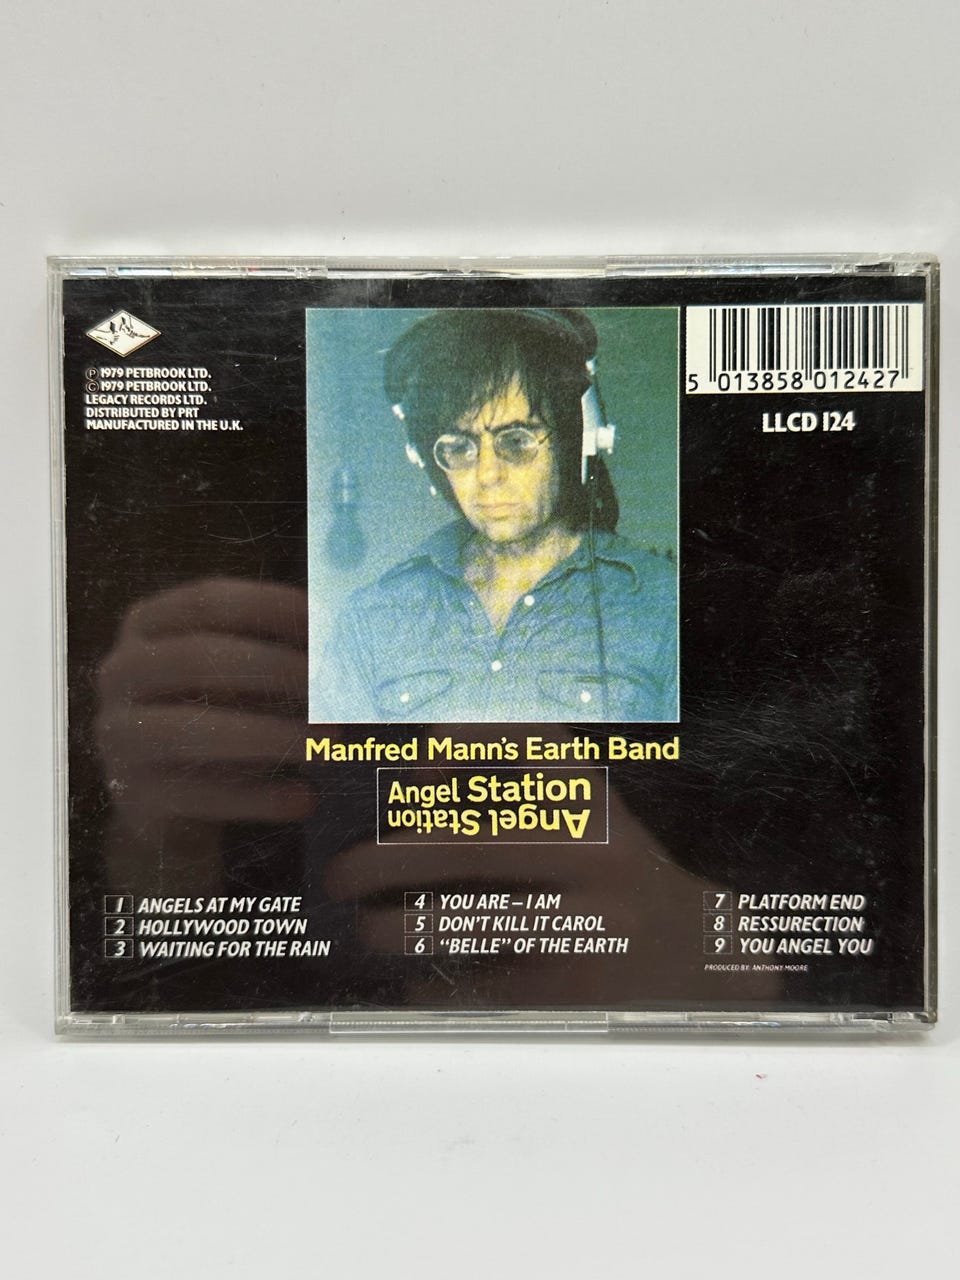 Ⓟ 1979 PETBROOK LTD.
© 1979 PETBROOK LTD.
LEGACY RECORDS LTD.
DISTRIBUTED BY PRT
MANUFACTURED IN THE U.K.
5 013858 012427
LLCD 124
Manfred Mann's Earth Band
Angel Station
Angel Station
1 ANGELS AT MY GATE
2 HOLLYWOOD TOWN
3 WAITING FOR THE RAIN
4 YOU ARE – I AM
5 DON'T KILL IT CAROL
6 "BELLE" OF THE EARTH
7 PLATFORM END
8 RESSURECTION
9 YOU ANGEL YOU
PRODUCED BY: ANTHONY MOORE